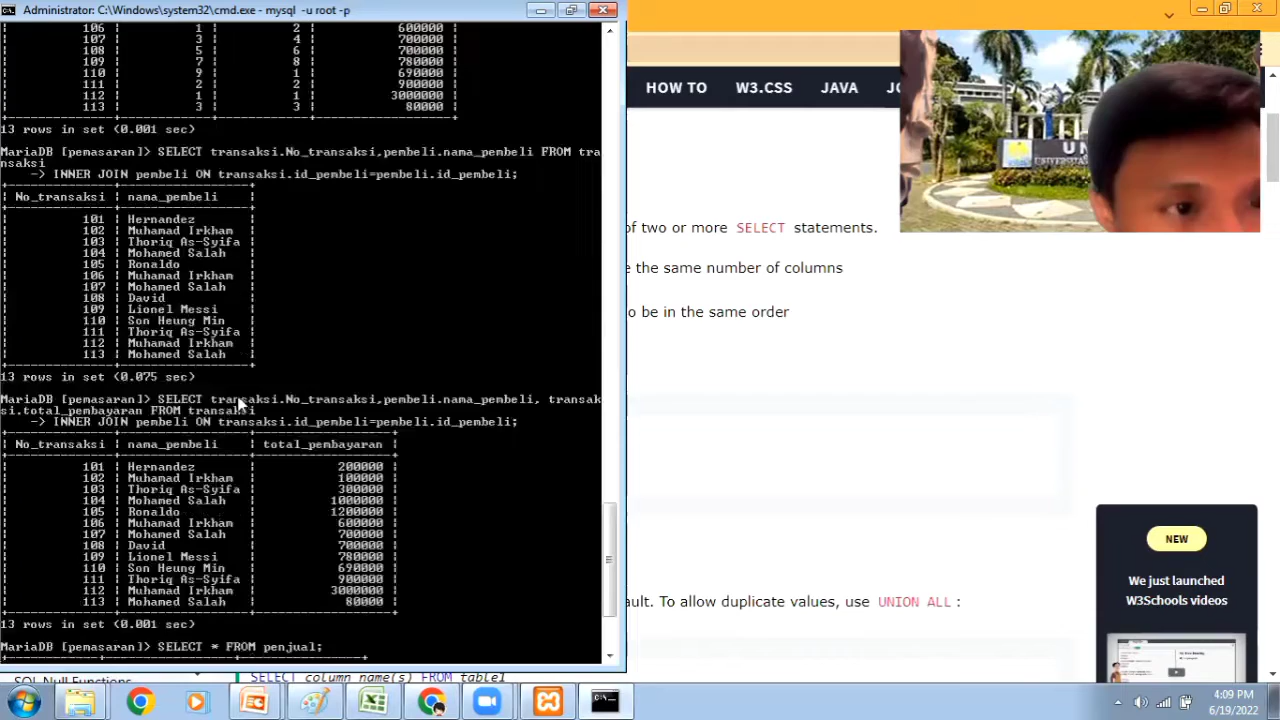 Administrator: C:\Windows\system32\cmd.exe - mysql -u root -p
106 | 1 | 2 | 600000 |
107 | 3 | 4 | 700000 |
108 | 5 | 6 | 700000 |
109 | 7 | 8 | 780000 |
110 | 9 | 1 | 690000 |
111 | 2 | 2 | 900000 |
112 | 1 | 1 | 3000000 |
113 | 3 | 3 | 80000 |
13 rows in set (0.001 sec)
MariaDB [pemasaran]> SELECT transaksi.No_transaksi,pembeli.nama_pembeli FROM tra
nsaksi
-> INNER JOIN pembeli ON transaksi.id_pembeli=pembeli.id_pembeli;
| No_transaksi | nama_pembeli |
| 101 | Hernandez |
| 102 | Muhamad Irkham |
| 103 | Thoriq As-Syifa |
| 104 | Mohamed Salah |
| 105 | Ronaldo |
| 106 | Muhamad Irkham |
| 107 | Mohamed Salah |
| 108 | David |
| 109 | Lionel Messi |
| 110 | Son Heung Min |
| 111 | Thoriq As-Syifa |
| 112 | Muhamad Irkham |
| 113 | Mohamed Salah |
13 rows in set (0.075 sec)
MariaDB [pemasaran]> SELECT transaksi.No_transaksi,pembeli.nama_pembeli, transak
si.total_pembayaran FROM transaksi
-> INNER JOIN pembeli ON transaksi.id_pembeli=pembeli.id_pembeli;
| No_transaksi | nama_pembeli | total_pembayaran |
| 101 | Hernandez | 200000 |
| 102 | Muhamad Irkham | 100000 |
| 103 | Thoriq As-Syifa | 300000 |
| 104 | Mohamed Salah | 1000000 |
| 105 | Ronaldo | 1200000 |
| 106 | Muhamad Irkham | 600000 |
| 107 | Mohamed Salah | 700000 |
| 108 | David | 700000 |
| 109 | Lionel Messi | 780000 |
| 110 | Son Heung Min | 690000 |
| 111 | Thoriq As-Syifa | 900000 |
| 112 | Muhamad Irkham | 3000000 |
| 113 | Mohamed Salah | 80000 |
13 rows in set (0.001 sec)
MariaDB [pemasaran]> SELECT * FROM penjual;
HOW TO W3.CSS JAVA
of two or more SELECT statements.
e the same number of columns
o be in the same order
ault. To allow duplicate values, use UNION ALL :
NEW
We just launched
W3Schools videos
SQL Null Functions
SELECT column_name(s) FROM table1
4:09 PM
6/19/2022